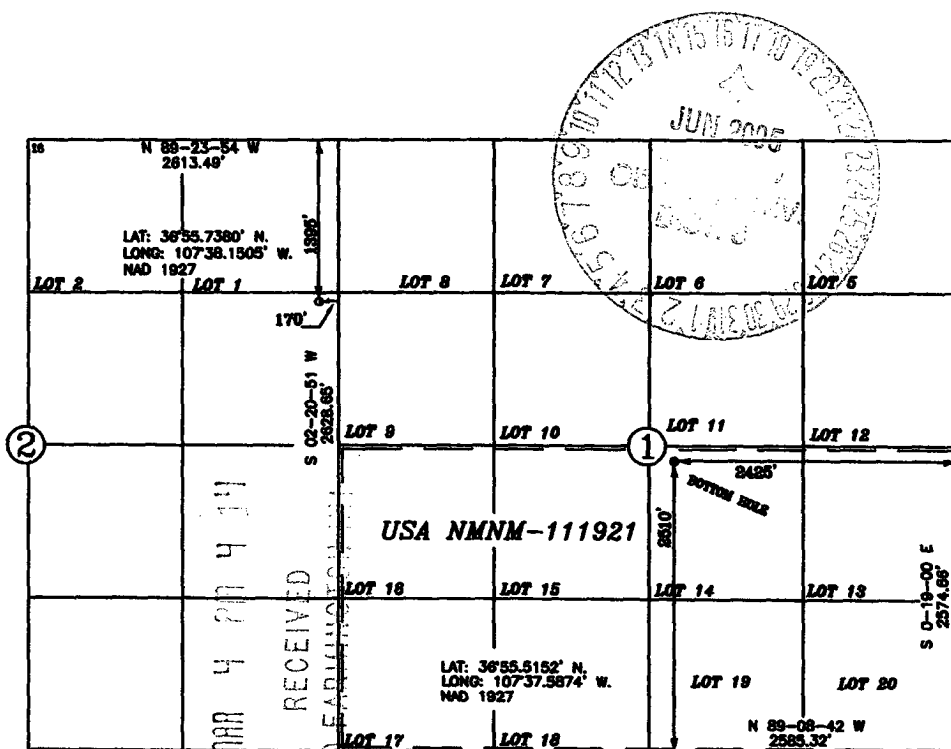 16
N 89-23-54 W
2613.49'
1395'
LAT: 36°55.7380' N.
LONG: 107°38.1505' W.
NAD 1927
JUN 2005
LOT 2
LOT 1
LOT 8
LOT 7
LOT 6
LOT 5
170'
S 02-20-51 W
2628.65'
2
LOT 9
LOT 10
1
LOT 11
LOT 12
2425'
BOTTOM HOLE
2510'
USA NMNM-111921
S 0-19-00 E
2574.66'
LOT 16
LOT 15
LOT 14
LOT 13
RECEIVED
LAT: 36°55.5152' N.
LONG: 107°37.5874' W.
NAD 1927
LOT 19
LOT 20
N 89-08-42 W
2585.32'
LOT 17
LOT 18